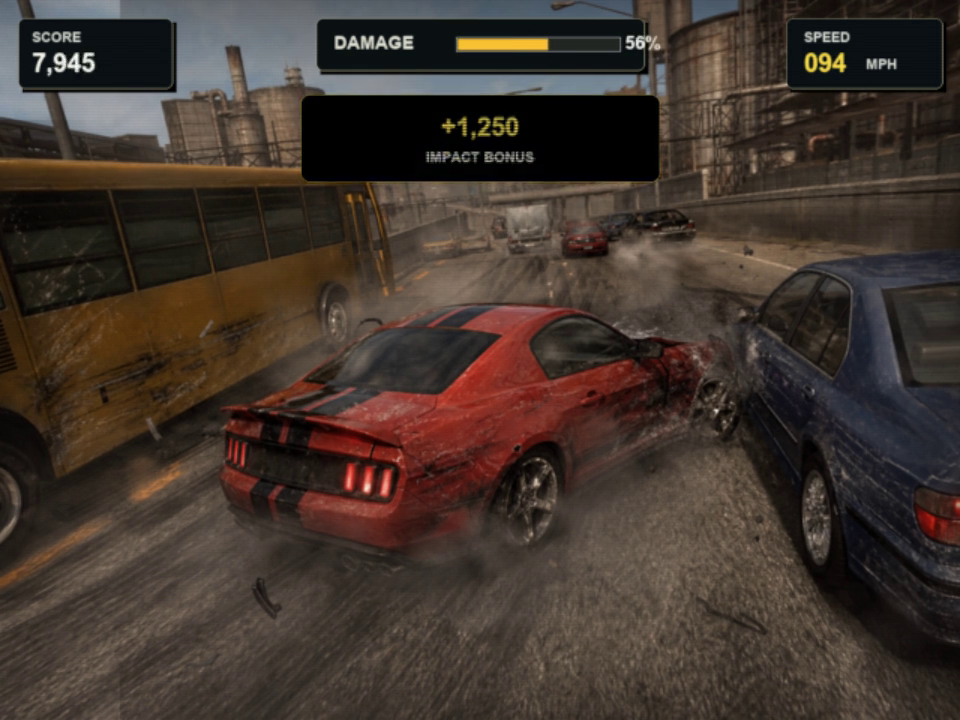 SCORE
7,945
DAMAGE 56%
SPEED
094 MPH
+1,250
IMPACT BONUS